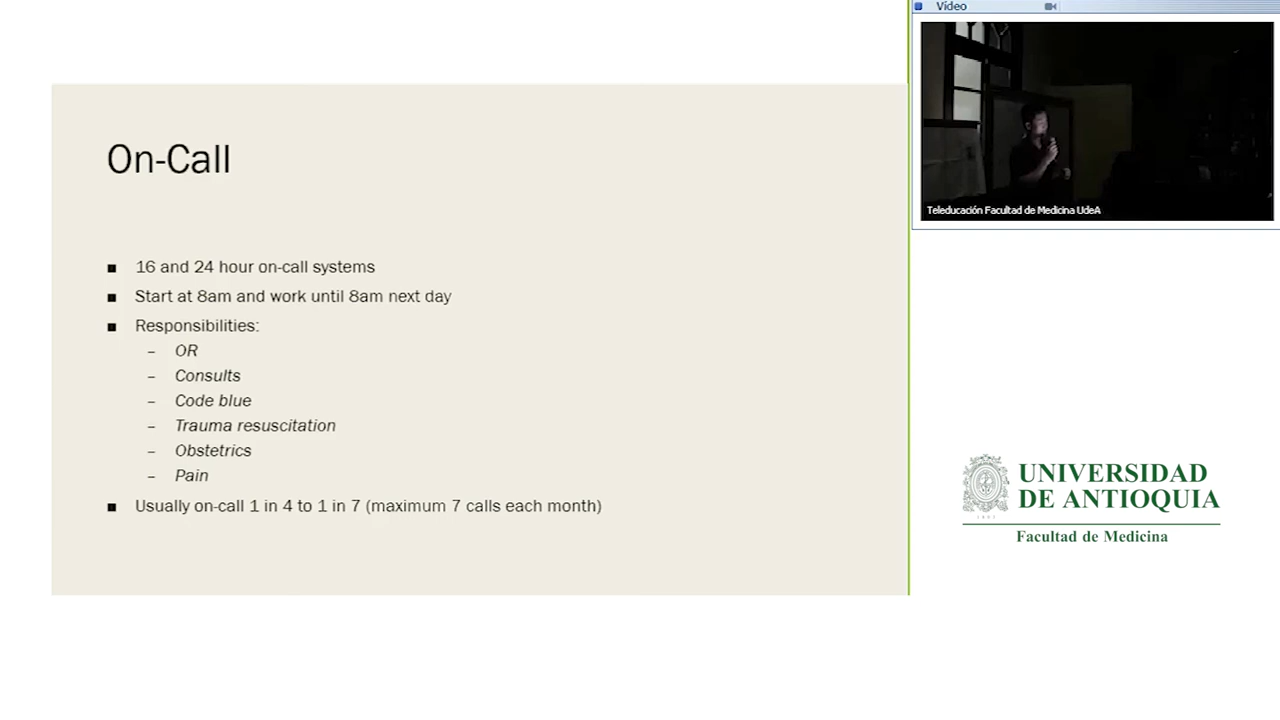 On-Call
■ 16 and 24 hour on-call systems
■ Start at 8am and work until 8am next day
■ Responsibilities:
– OR
– Consults
– Code blue
– Trauma resuscitation
– Obstetrics
– Pain
■ Usually on-call 1 in 4 to 1 in 7 (maximum 7 calls each month)
Vídeo
Teleducación Facultad de Medicina UdeA
UNIVERSIDAD
DE ANTIOQUIA
Facultad de Medicina